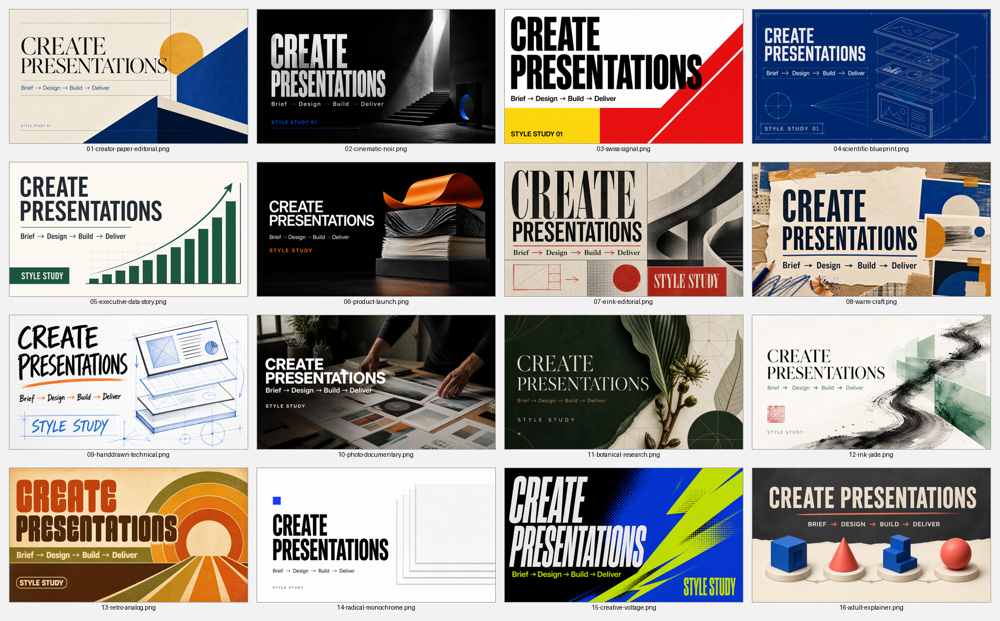 CREATE
PRESENTATIONS
Brief → Design → Build → Deliver
STYLE STUDY 01
01-creator-paper-editorial.png
CREATE
PRESENTATIONS
Brief → Design → Build → Deliver
STYLE STUDY 01
02-cinematic-noir.png
CREATE
PRESENTATIONS
Brief → Design → Build → Deliver
STYLE STUDY 01
03-swiss-signal.png
CREATE
PRESENTATIONS
Brief → Design → Build → Deliver
STYLE STUDY 01
04-scientific-blueprint.png
CREATE
PRESENTATIONS
Brief → Design → Build → Deliver
STYLE STUDY
05-executive-data-story.png
CREATE
PRESENTATIONS
Brief → Design → Build → Deliver
STYLE STUDY
06-product-launch.png
CREATE
PRESENTATIONS
Brief → Design → Build → Deliver
STYLE STUDY
07-eink-editorial.png
CREATE
PRESENTATIONS
Brief → Design → Build → Deliver
08-warm-craft.png
CREATE
PRESENTATIONS
Brief → Design → Build → Deliver
STYLE STUDY
09-handdrawn-technical.png
CREATE
PRESENTATIONS
Brief → Design → Build → Deliver
STYLE STUDY
10-photo-documentary.png
CREATE
PRESENTATIONS
Brief → Design → Build → Deliver
STYLE STUDY
11-botanical-research.png
CREATE
PRESENTATIONS
Brief → Design → Build → Deliver
STYLE STUDY
12-ink-jade.png
CREATE
PRESENTATIONS
Brief → Design → Build → Deliver
STYLE STUDY
13-retro-analog.png
CREATE
PRESENTATIONS
Brief → Design → Build → Deliver
STYLE STUDY
14-radical-monochrome.png
CREATE
PRESENTATIONS
Brief → Design → Build → Deliver
STYLE STUDY
15-creative-voltage.png
CREATE PRESENTATIONS
BRIEF → DESIGN → BUILD → DELIVER
16-adult-explainer.png